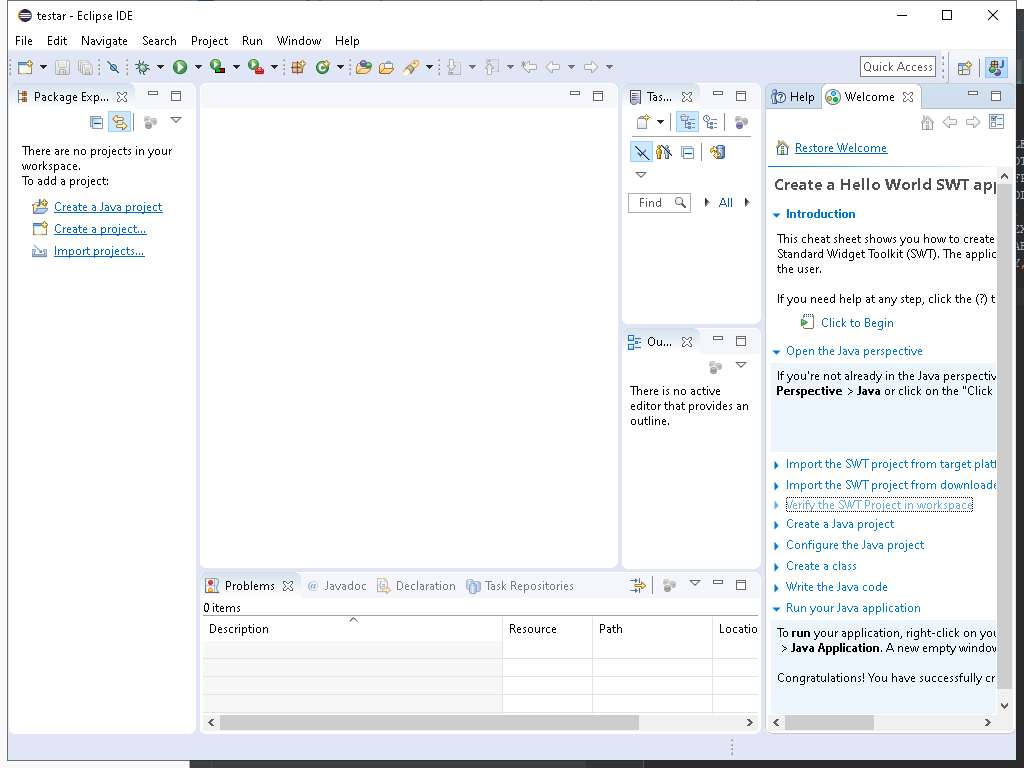 testar - Eclipse IDE
File Edit Navigate Search Project Run Window Help
Quick Access
Package Exp...
There are no projects in your
workspace.
To add a project:
Create a Java project
Create a project...
Import projects...
Tas...
Find
All
Ou...
There is no active
editor that provides an
outline.
Help Welcome
Restore Welcome
Create a Hello World SWT app
Introduction
This cheat sheet shows you how to create
Standard Widget Toolkit (SWT). The applic
the user.
If you need help at any step, click the (?) t
Click to Begin
Open the Java perspective
If you're not already in the Java perspectiv
Perspective > Java or click on the "Click
Import the SWT project from target platf
Import the SWT project from downloade
Verify the SWT Project in workspace
Create a Java project
Configure the Java project
Create a class
Write the Java code
Run your Java application
To run your application, right-click on you
> Java Application. A new empty window
Congratulations! You have successfully cr
Problems @ Javadoc Declaration Task Repositories
0 items
Description Resource Path Locatio